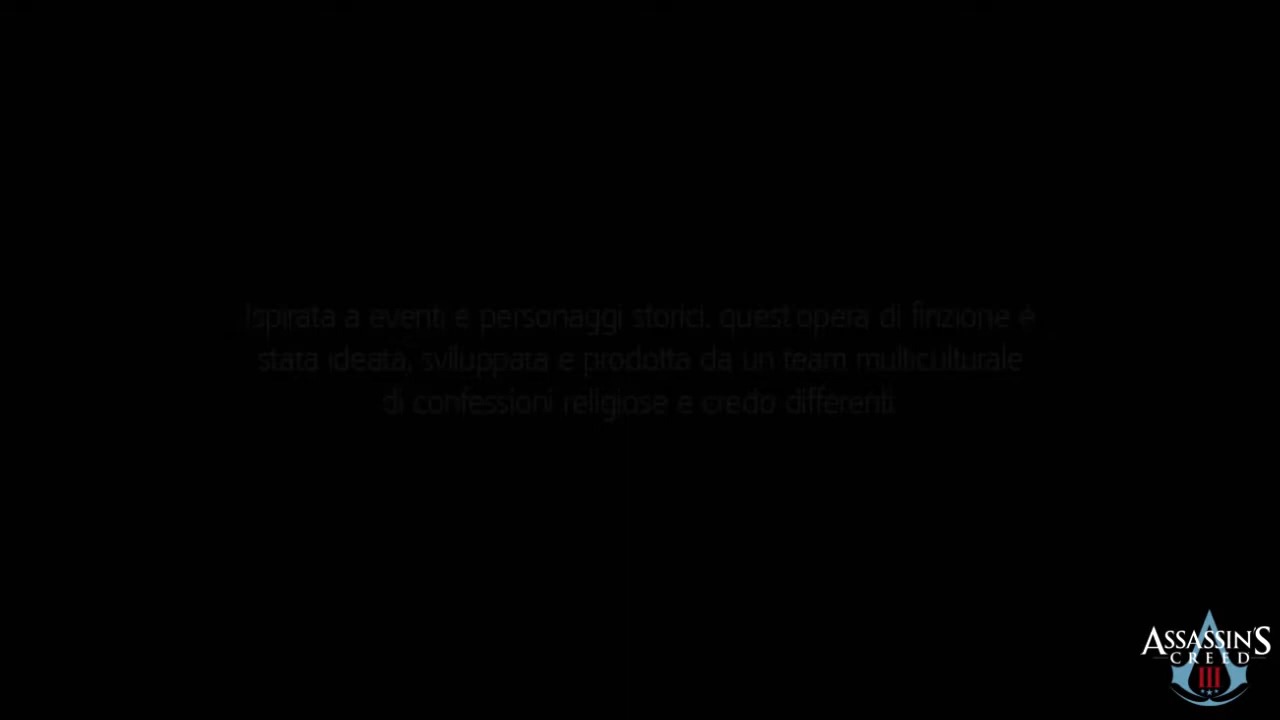 Ispirata a eventi e personaggi storici, quest'opera di finzione è
stata ideata, sviluppata e prodotta da un team multiculturale
di confessioni religiose e credo differenti.
ASSASSIN'S
CREED
III